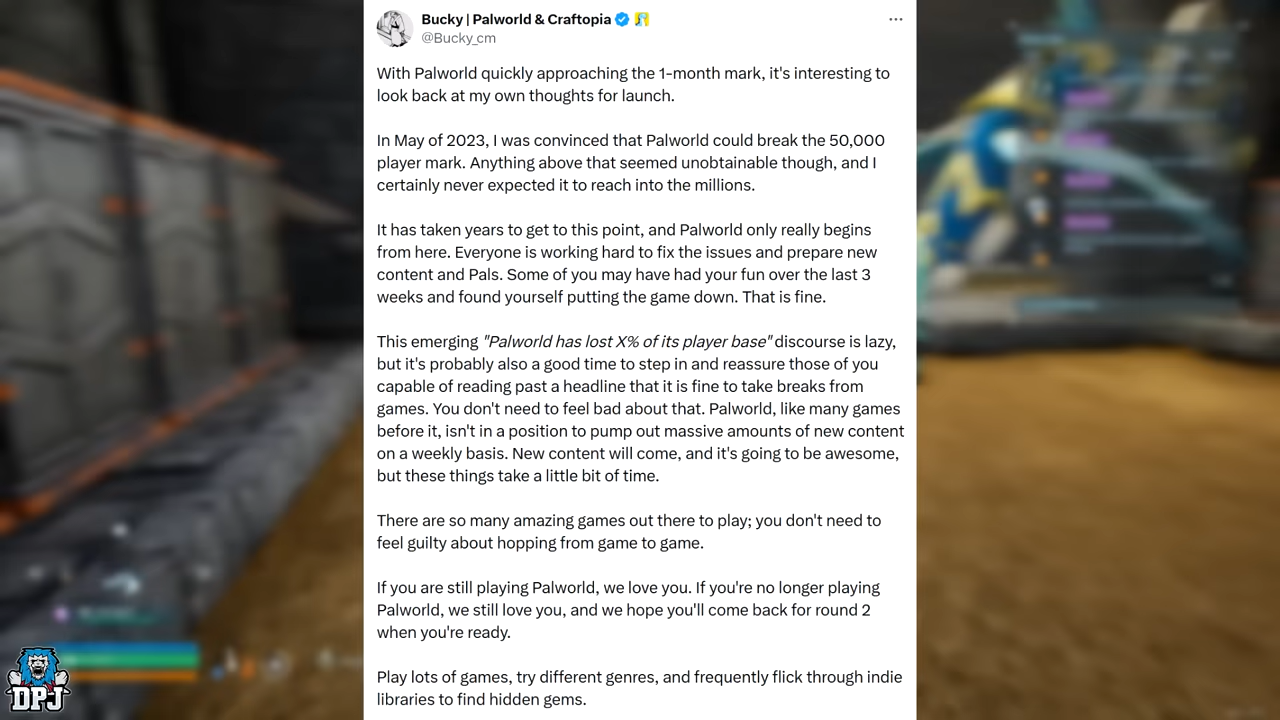 Bucky | Palworld & Craftopia
@Bucky_cm
With Palworld quickly approaching the 1-month mark, it's interesting to
look back at my own thoughts for launch.
In May of 2023, I was convinced that Palworld could break the 50,000
player mark. Anything above that seemed unobtainable though, and I
certainly never expected it to reach into the millions.
It has taken years to get to this point, and Palworld only really begins
from here. Everyone is working hard to fix the issues and prepare new
content and Pals. Some of you may have had your fun over the last 3
weeks and found yourself putting the game down. That is fine.
This emerging "Palworld has lost X% of its player base" discourse is lazy,
but it's probably also a good time to step in and reassure those of you
capable of reading past a headline that it is fine to take breaks from
games. You don't need to feel bad about that. Palworld, like many games
before it, isn't in a position to pump out massive amounts of new content
on a weekly basis. New content will come, and it's going to be awesome,
but these things take a little bit of time.
There are so many amazing games out there to play; you don't need to
feel guilty about hopping from game to game.
If you are still playing Palworld, we love you. If you're no longer playing
Palworld, we still love you, and we hope you'll come back for round 2
when you're ready.
Play lots of games, try different genres, and frequently flick through indie
libraries to find hidden gems.
DPJ